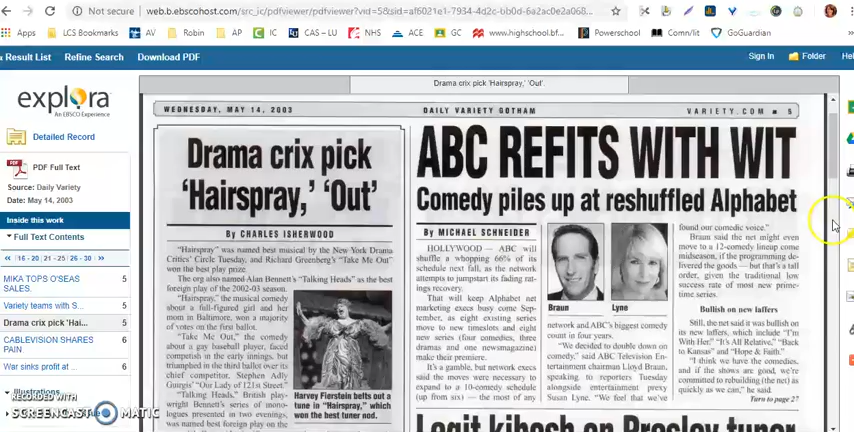 Not secure web.b.ebscohost.com/src_ic/pdfviewer/pdfviewer?vid=5&sid=af6021e1-7934-4d2c-bb0d-6a2ac0e2a068...
Apps LCS Bookmarks AV Robin AP IC CAS – LU NHS ACE GC www.highschool.bf... Powerschool Comn/lit GoGuardian
Result List Refine Search Download PDF Sign In Folder
Drama crix pick 'Hairspray,' 'Out'.
explora
An EBSCO Experience
Detailed Record
PDF Full Text
Source: Daily Variety
Date: May 14, 2003
Inside this work
Full Text Contents
16 - 20 | 21 - 25 | 26 - 30
MIKA TOPS O'SEAS 5
SALES.
Variety teams with S... 5
Drama crix pick 'Hai... 5
CABLEVISION SHARES 6
PAIN.
War sinks profit at ... 6
Illustrations
RECORDED WITH
SCREENCAST MATIC
WEDNESDAY, MAY 14, 2003 DAILY VARIETY GOTHAM VARIETY.COM ■ 5
Drama crix pick
'Hairspray,' 'Out'
By CHARLES ISHERWOOD
"Hairspray" was named best musical by the New York Drama
Critics' Circle Tuesday, and Richard Greenberg's "Take Me Out"
won the best play prize.
The org also named Alan Bennett's "Talking Heads" as the best
foreign play of the 2002-03 season.
"Hairspray," the musical comedy
about a full-figured girl and her
mom in Baltimore, won a majority
of votes on the first ballot.
"Take Me Out," the comedy
about a gay baseball player, faced
competish in the early innings, but
triumphed in the third ballot over its
chief competitor, Stephen Adly
Guirgis' "Our Lady of 121st Street."
"Talking Heads," British play-
wright Bennett's series of mono-
logues presented in two evenings,
was named best foreign play on the
Harvey Fierstein belts out a
tune in "Hairspray," which
won the best tuner nod.
ABC REFITS WITH WIT
Comedy piles up at reshuffled Alphabet
By MICHAEL SCHNEIDER
HOLLYWOOD — ABC will
shuffle a whopping 66% of its
schedule next fall, as the network
attempts to jumpstart its fading rat-
ings recovery.
That will keep Alphabet net
marketing execs busy come Sep-
tember, as eight existing series
move to new timeslots and eight
new series (four comedies, three
dramas and one newsmagazine)
make their premiere.
It's a gamble, but network execs
said the moves were necessary to
expand to a 10-comedy schedule
(up from six) — the most of any
Braun Lyne
network and ABC's biggest comedy
count in four years.
"We decided to double down on
comedy," said ABC Television En-
tertainment chairman Lloyd Braun,
speaking to reporters Tuesday
alongside entertainment prexy
Susan Lyne. "We feel that we've
found our comedic voice."
Braun said the net might even
move to a 12-comedy lineup come
midseason, if the programming de-
livered the goods — but that's a tall
order, given the traditional low
success rate of most new prime-
time series.
Bullish on new laffers
Still, the net said it was bullish on
its new laffers, which include "I'm
With Her," "It's All Relative," "Back
to Kansas" and "Hope & Faith."
"I think we have the comedies,
and if the shows are good, we're
committed to rebuilding (the net) as
quickly as we can," he said.
Turn to page 27
Legit kibosh on Presley tuner